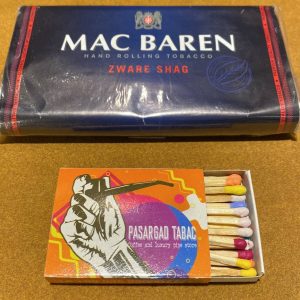 MAC BAREN
HAND ROLLING TOBACCO
ZWARE SHAG
PASARGAD TABAC
Coffee and luxury pipe store